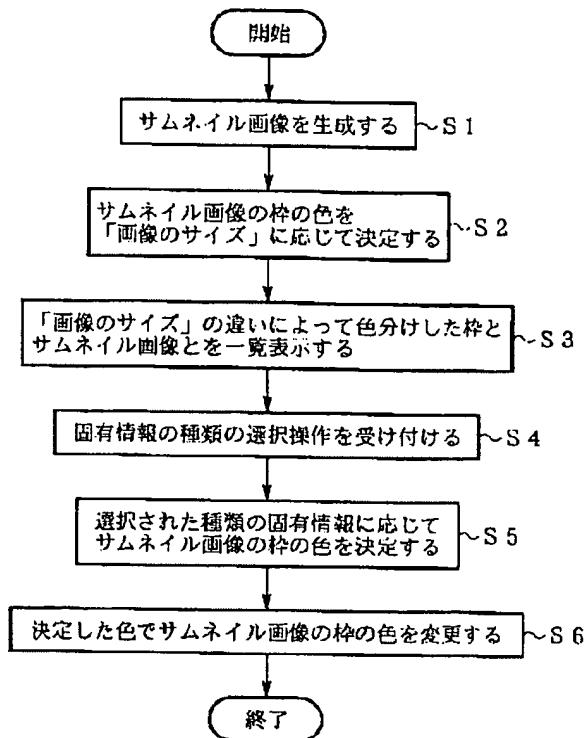 開始
サムネイル画像を生成する ～S1
サムネイル画像の枠の色を
「画像のサイズ」に応じて決定する ～S2
「画像のサイズ」の違いによって色分けした枠と
サムネイル画像とを一覧表示する ～S3
固有情報の種類の選択操作を受け付ける ～S4
選択された種類の固有情報に応じて
サムネイル画像の枠の色を決定する ～S5
決定した色でサムネイル画像の枠の色を変更する ～S6
終了